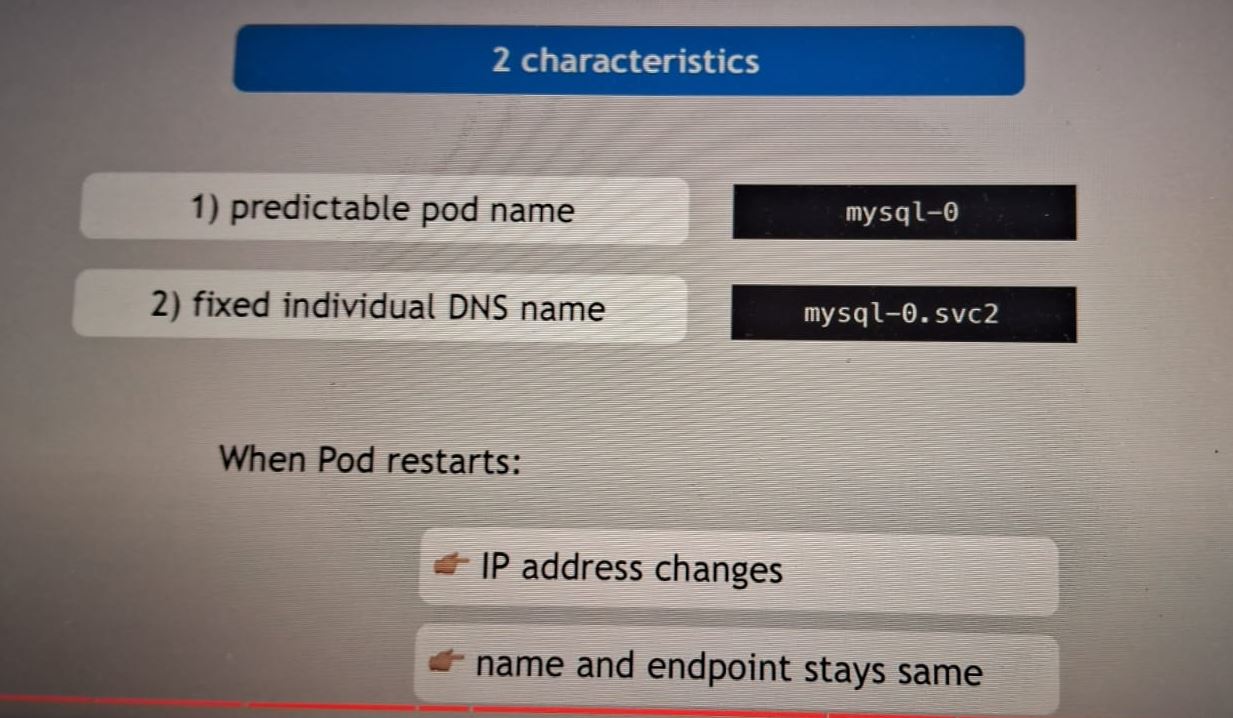 2 characteristics
1) predictable pod name
mysql-0
2) fixed individual DNS name
mysql-0.svc2
When Pod restarts:
IP address changes
name and endpoint stays same